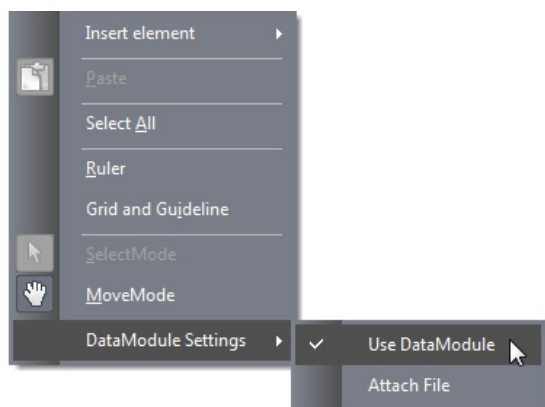 Insert element
Paste
Select All
Ruler
Grid and Guideline
SelectMode
MoveMode
DataModule Settings
Use DataModule
Attach File